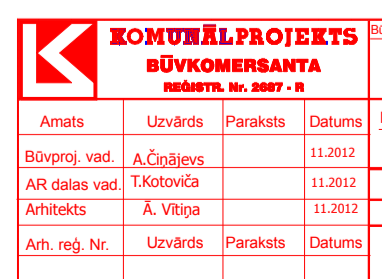 KOMUNĀLPROJEKTS
BŪVKOMERSANTA
REĢISTR. Nr. 2687 - R
Amats Uzvārds Paraksts Datums
Būvproj. vad. A.Čiņājevs 11.2012
AR dalas vad. T.Kotoviča 11.2012
Arhitekts Ā. Vītiņa 11.2012
Arh. reģ. Nr. Uzvārds Paraksts Datums